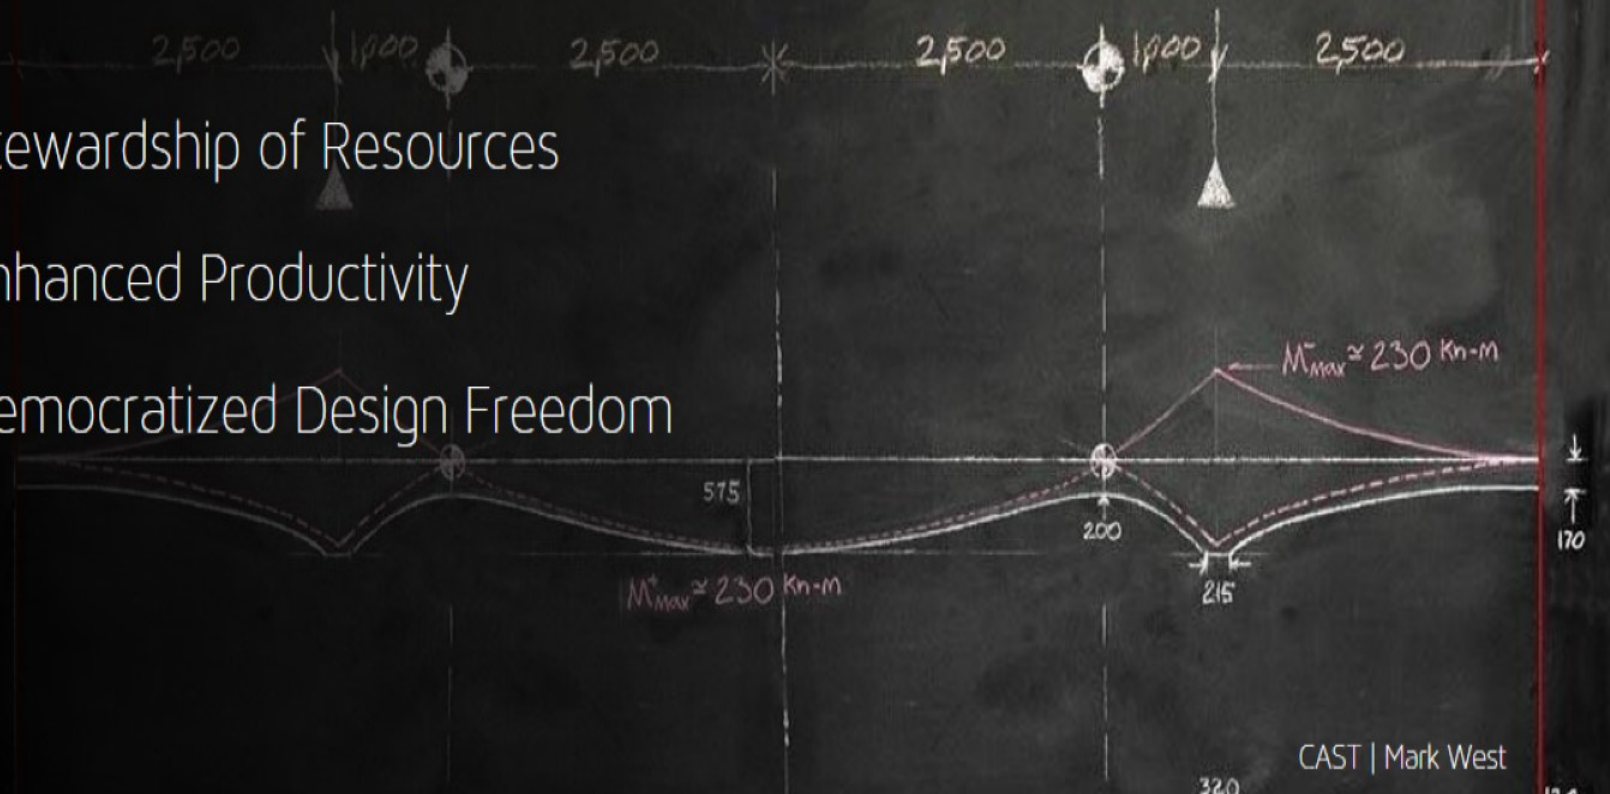 2,500 1,000 2,500 2,500 1,000 2,500
tewardship of Resources
nhanced Productivity
M⁻Max ≃ 230 Kn-m
emocratized Design Freedom
575
200
170
M⁺Max ≃ 230 Kn-m
215
CAST | Mark West
320